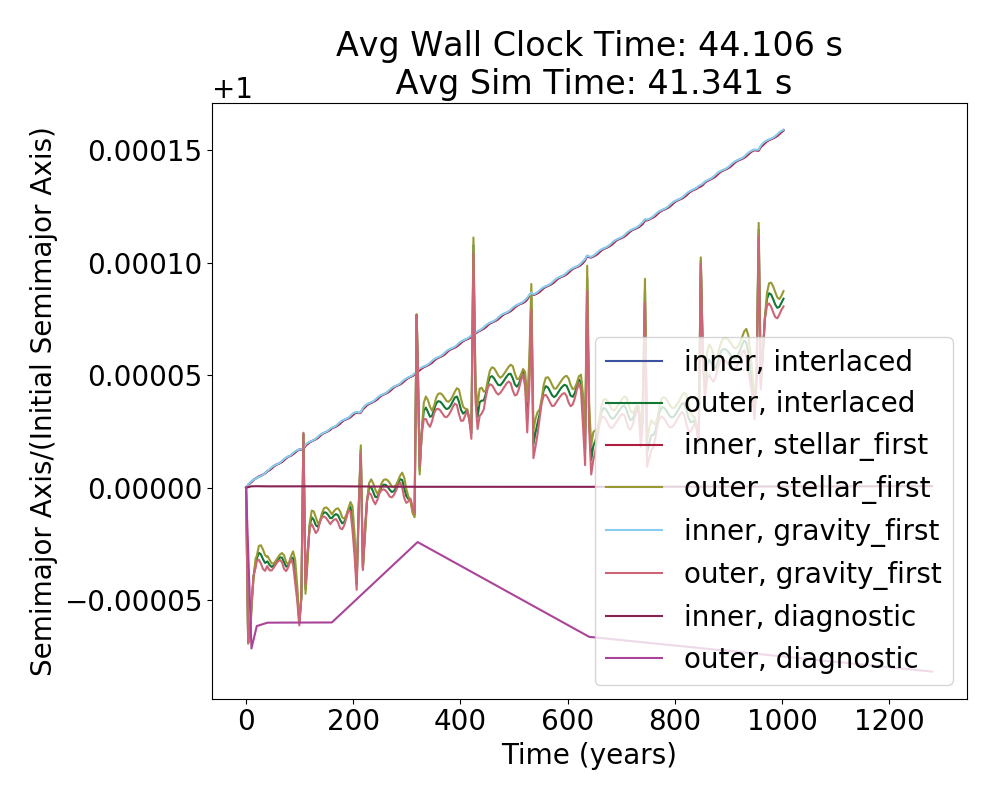 Avg Wall Clock Time: 44.106 s
Avg Sim Time: 41.341 s
+1
Semimajor Axis/(Initial Semimajor Axis)
0.00015
0.00010
0.00005
0.00000
−0.00005
inner, interlaced
outer, interlaced
inner, stellar_first
outer, stellar_first
inner, gravity_first
outer, gravity_first
inner, diagnostic
outer, diagnostic
0 200 400 600 800 1000 1200
Time (years)